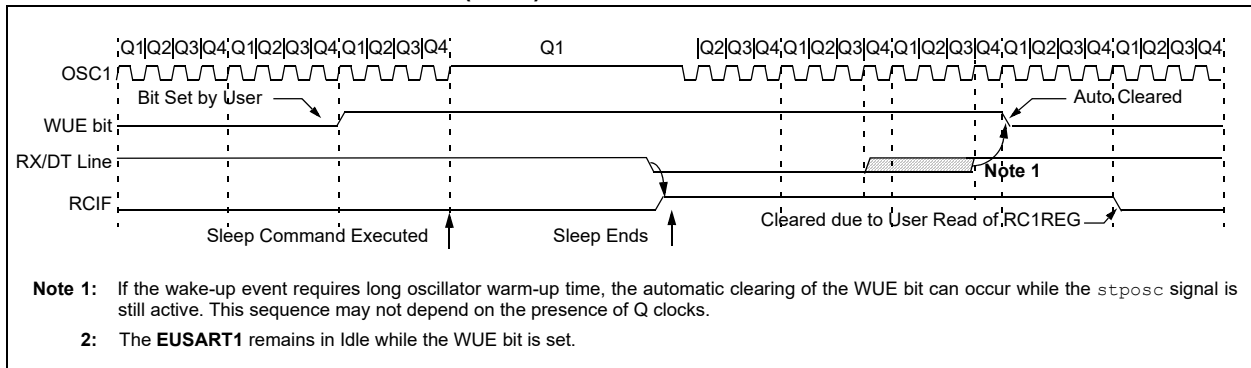 Q1 Q2 Q3 Q4 Q1 Q2 Q3 Q4 Q1 Q2 Q3 Q4 Q1 Q2 Q3 Q4 Q1 Q2 Q3 Q4 Q1 Q2 Q3 Q4 Q1 Q2 Q3 Q4 Q1 Q2 Q3 Q4
OSC1
Bit Set by User Auto Cleared
WUE bit
RX/DT Line
Note 1
RCIF
Cleared due to User Read of RC1REG
Sleep Command Executed Sleep Ends
Note 1: If the wake-up event requires long oscillator warm-up time, the automatic clearing of the WUE bit can occur while the stposc signal is
still active. This sequence may not depend on the presence of Q clocks.
2: The EUSART1 remains in Idle while the WUE bit is set.